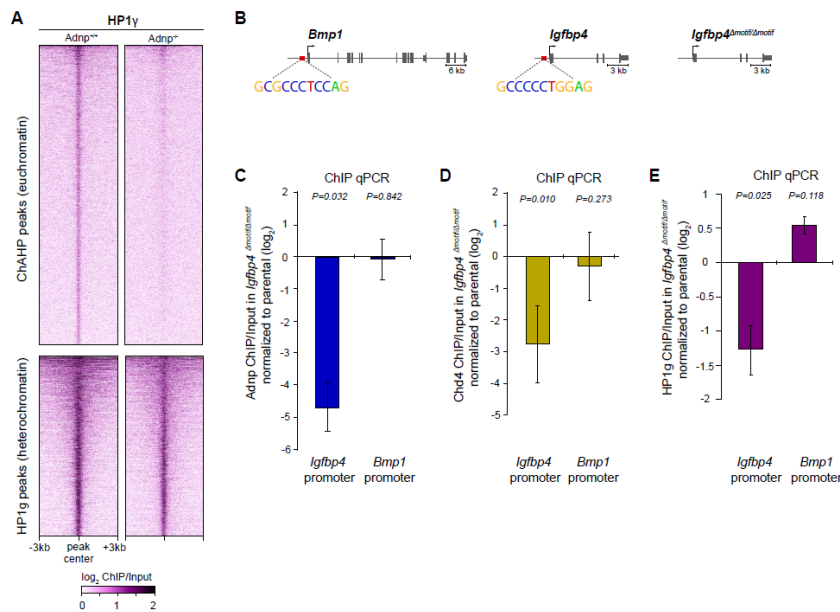 A
HP1γ
Adnp+/+
Adnp-/-
ChAHP peaks (euchromatin)
HP1g peaks (heterochromatin)
-3kb
peak
center
+3kb
log2 ChIP/Input
0
1
2
B
Bmp1
6 kb
GCGCCCTCCAG
Igfbp4
3 kb
GCCCCCTGGAG
Igfbp4Δmotif/Δmotif
3 kb
C
ChIP qPCR
P=0.032 P=0.842
Adnp ChIP/Input in Igfbp4 Δmotif/Δmotif
normalized to parental (log2)
2
1
0
-1
-2
-3
-4
-5
-6
Igfbp4
promoter
Bmp1
promoter
D
ChIP qPCR
P=0.010 P=0.273
Chd4 ChIP/Input in Igfbp4 Δmotif/Δmotif
normalized to parental (log2)
2
1
0
-1
-2
-3
-4
-5
Igfbp4
promoter
Bmp1
promoter
E
ChIP qPCR
P=0.025 P=0.118
HP1g ChIP/Input in Igfbp4 Δmotif/Δmotif
normalized to parental (log2)
1
0.5
0
-0.5
-1
-1.5
-2
Igfbp4
promoter
Bmp1
promoter